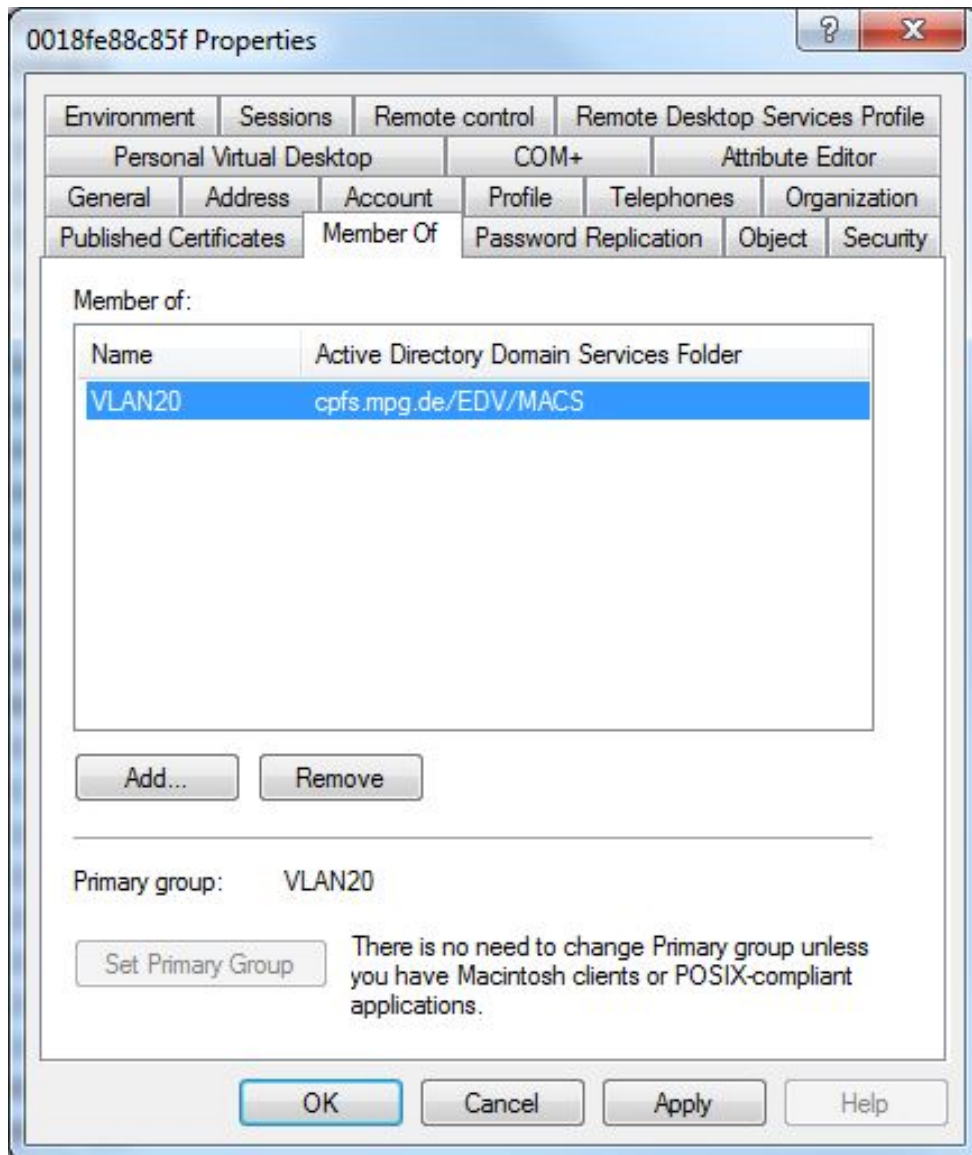 0018fe88c85f Properties
Environment Sessions Remote control Remote Desktop Services Profile
Personal Virtual Desktop COM+ Attribute Editor
General Address Account Profile Telephones Organization
Published Certificates Member Of Password Replication Object Security
Member of:
Name Active Directory Domain Services Folder
VLAN20 cpfs.mpg.de/EDV/MACS
Add... Remove
Primary group: VLAN20
Set Primary Group
There is no need to change Primary group unless
you have Macintosh clients or POSIX-compliant
applications.
OK Cancel Apply Help